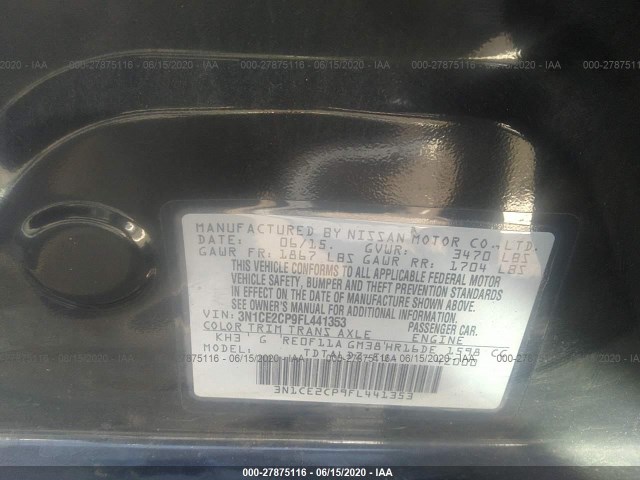 000-27875116 - 06/15/2020 - IAA
MANUFACTURED BY NISSAN MOTOR CO.,LTD.
DATE: 06/15. GVWR: 3470 LBS
GAWR FR: 1867 LBS GAWR RR: 1704 LBS
THIS VEHICLE CONFORMS TO ALL APPLICABLE FEDERAL MOTOR
VEHICLE SAFETY, BUMPER, AND THEFT PREVENTION STANDARDS
IN EFFECT ON THE DATE OF MANUFACTURE SHOWN ABOVE.
SEE OWNER'S MANUAL FOR ADDITIONAL INFORMATION.
VIN: 3N1CE2CP9FL441353 PASSENGER CAR.
COLOR TRIM TRANS AXLE ENGINE
KH3 G RE0F11A GM38 HR16DE 1598 CC
MODEL:
3N1CE2CP9FL441353
000-27875116 - 06/15/2020 - IAA